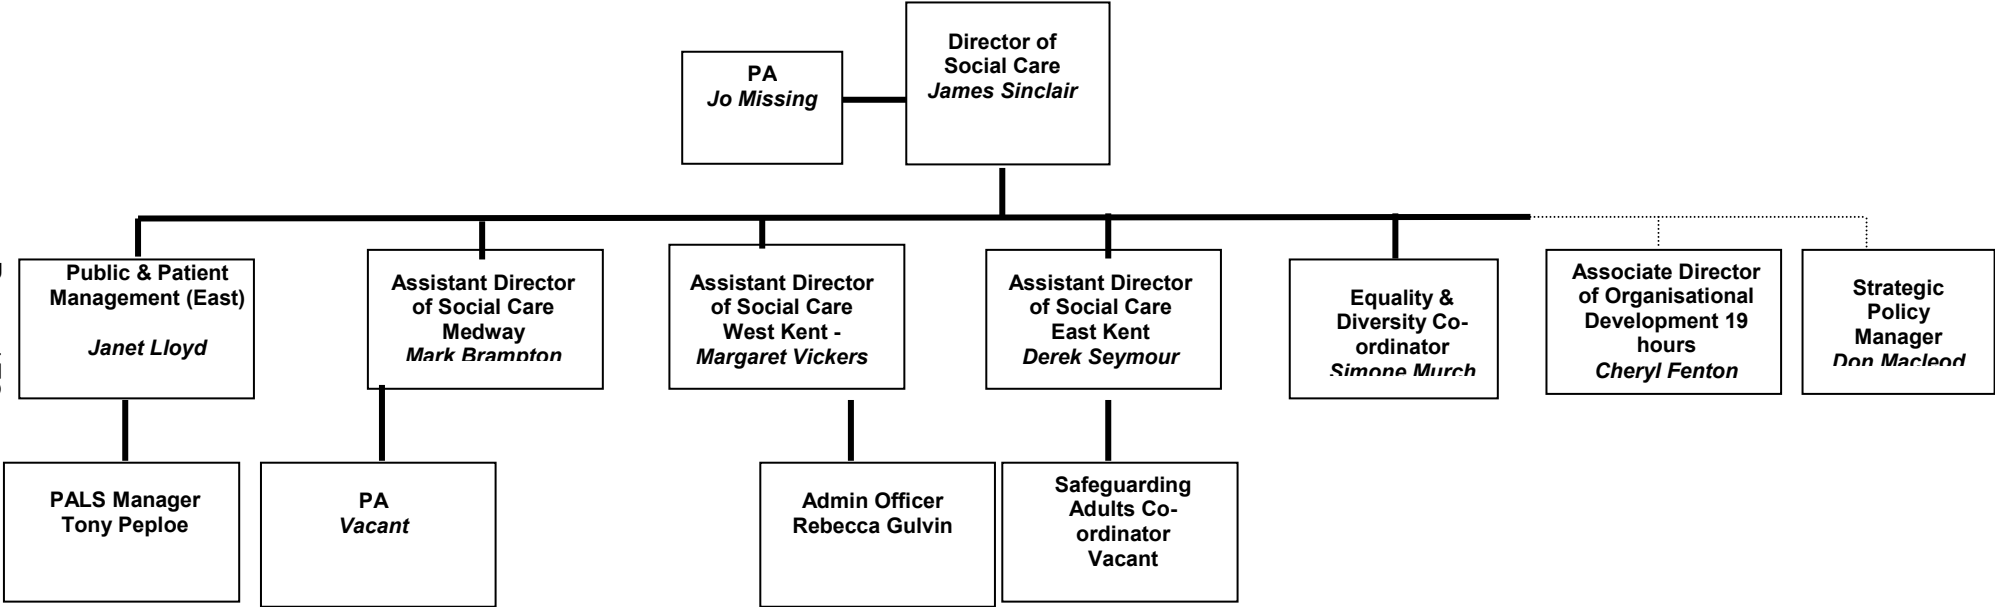 PA
Jo Missing
Director of
Social Care
James Sinclair
Public & Patient
Management (East)
Janet Lloyd
Assistant Director
of Social Care
Medway
Mark Brampton
Assistant Director
of Social Care
West Kent -
Margaret Vickers
Assistant Director
of Social Care
East Kent
Derek Seymour
Equality &
Diversity Co-
ordinator
Simone Murch
Associate Director
of Organisational
Development 19
hours
Cheryl Fenton
Strategic
Policy
Manager
Don Macleod
PALS Manager
Tony Peploe
PA
Vacant
Admin Officer
Rebecca Gulvin
Safeguarding
Adults Co-
ordinator
Vacant